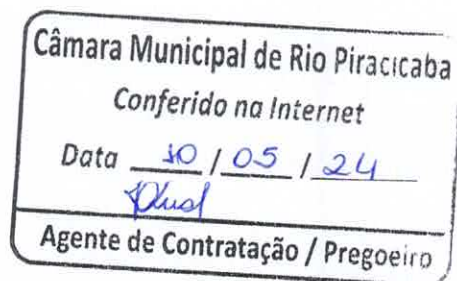 Câmara Municipal de Rio Piracicaba
Conferido na Internet
Data 10 / 05 / 24
Agente de Contratação / Pregoeiro